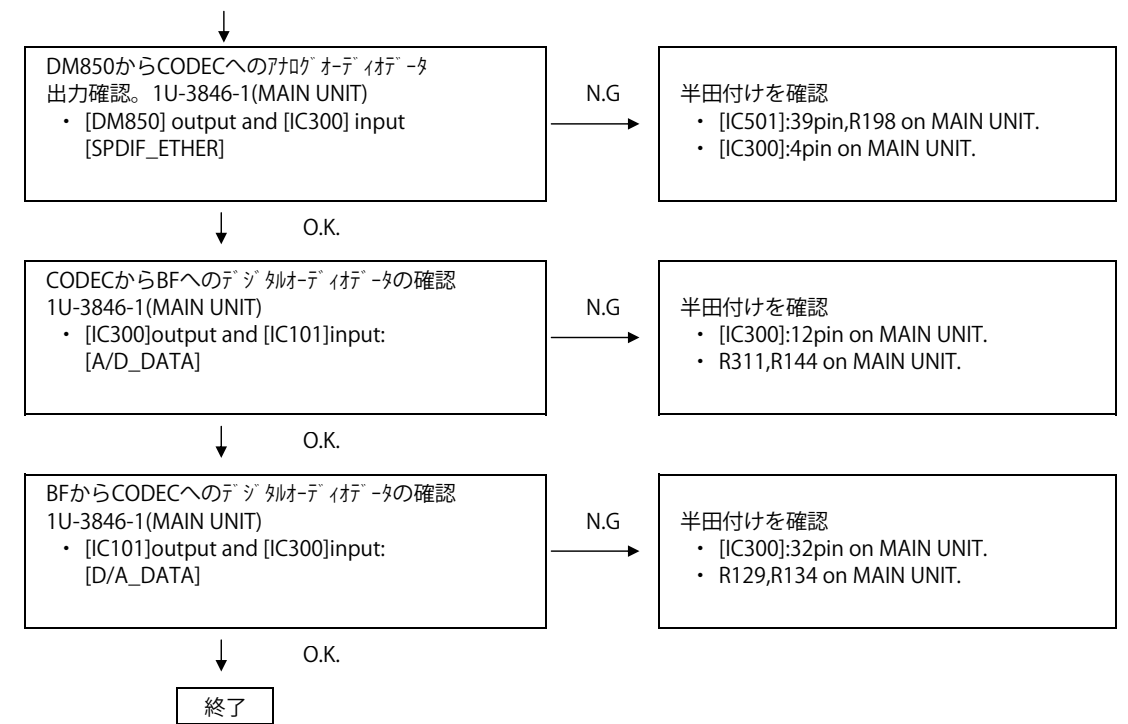 DM850からCODECへのｱﾅﾛｸﾞｵｰﾃﾞｨｵﾃﾞｰﾀ
出力確認。1U-3846-1(MAIN UNIT)
・ [DM850] output and [IC300] input
[SPDIF_ETHER]
N.G
半田付けを確認
・ [IC501]:39pin,R198 on MAIN UNIT.
・ [IC300]:4pin on MAIN UNIT.
O.K.
CODECからBFへのﾃﾞｼﾞﾀﾙｵｰﾃﾞｨｵﾃﾞｰﾀの確認
1U-3846-1(MAIN UNIT)
・ [IC300]output and [IC101]input:
[A/D_DATA]
N.G
半田付けを確認
・ [IC300]:12pin on MAIN UNIT.
・ R311,R144 on MAIN UNIT.
O.K.
BFからCODECへのﾃﾞｼﾞﾀﾙｵｰﾃﾞｨｵﾃﾞｰﾀの確認
1U-3846-1(MAIN UNIT)
・ [IC101]output and [IC300]input:
[D/A_DATA]
N.G
半田付けを確認
・ [IC300]:32pin on MAIN UNIT.
・ R129,R134 on MAIN UNIT.
O.K.
終了